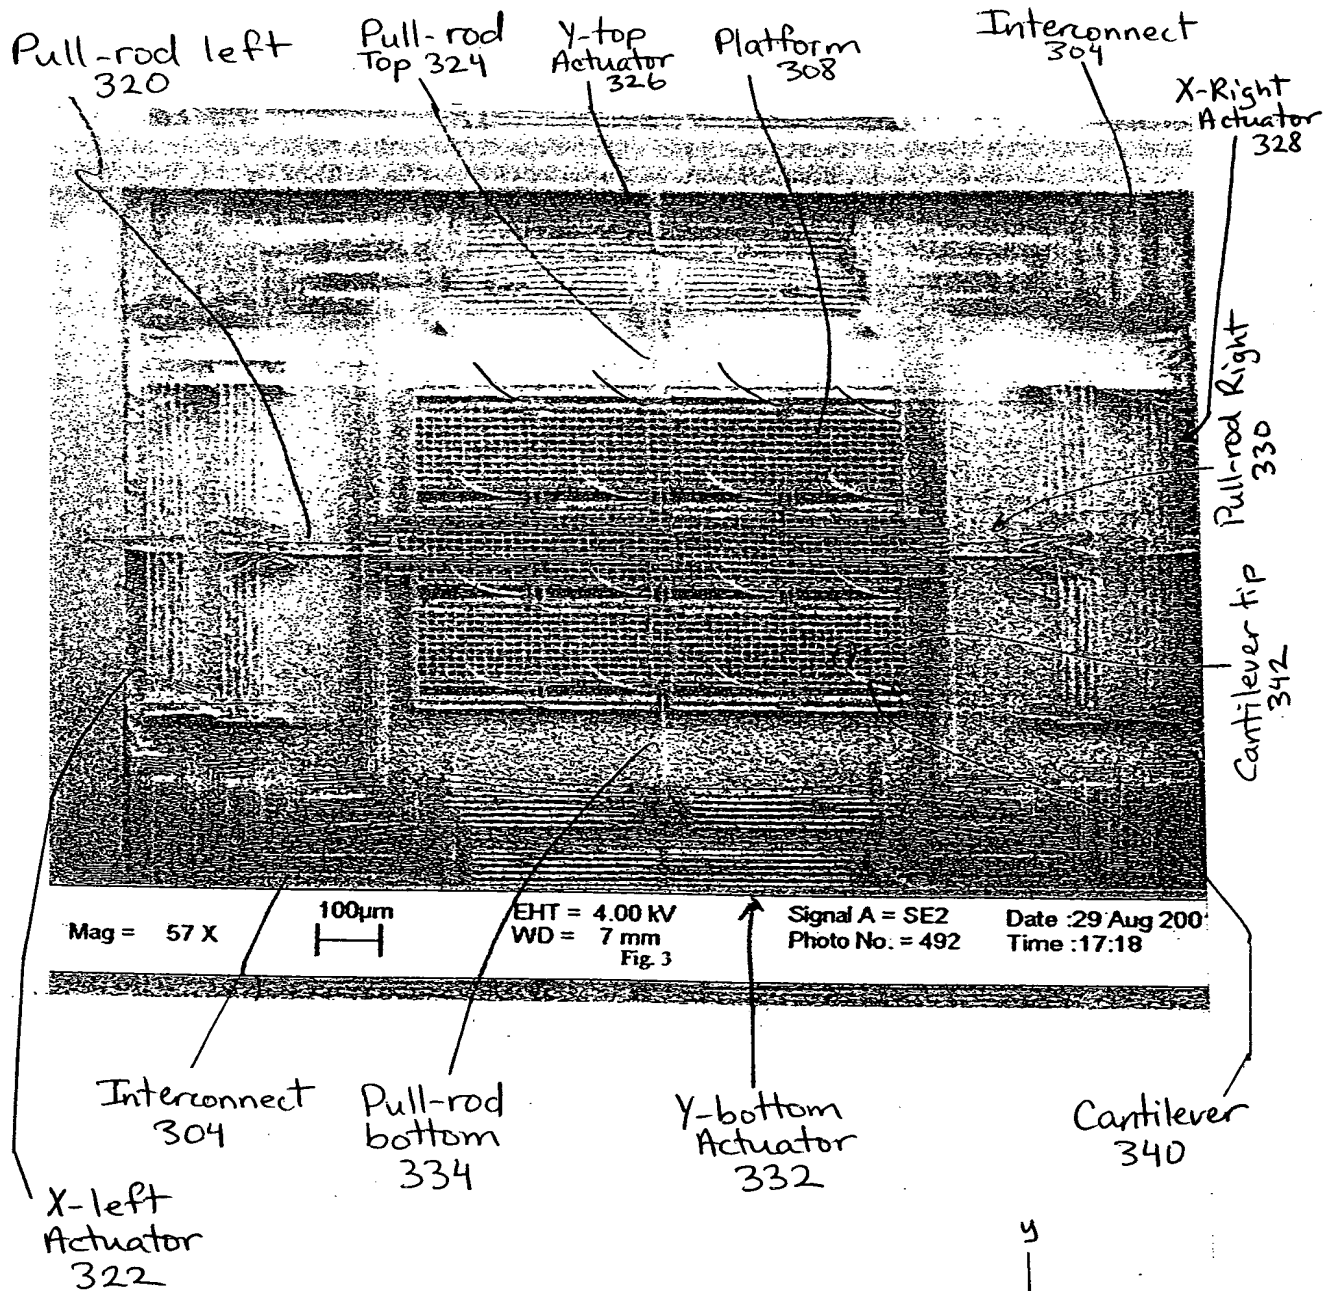 Pull-rod left
320
Pull-rod
Top 324
Y-top
Actuator
326
Platform
308
Interconnect
304
X-Right
Actuator
328
Pull-rod Right
330
Cantilever tip
342
Mag = 57 X
100µm
EHT = 4.00 kV
WD = 7 mm
Fig. 3
Signal A = SE2
Photo No. = 492
Date :29 Aug 200
Time :17:18
Interconnect
304
Pull-rod
bottom
334
Y-bottom
Actuator
332
Cantilever
340
X-left
Actuator
322
y